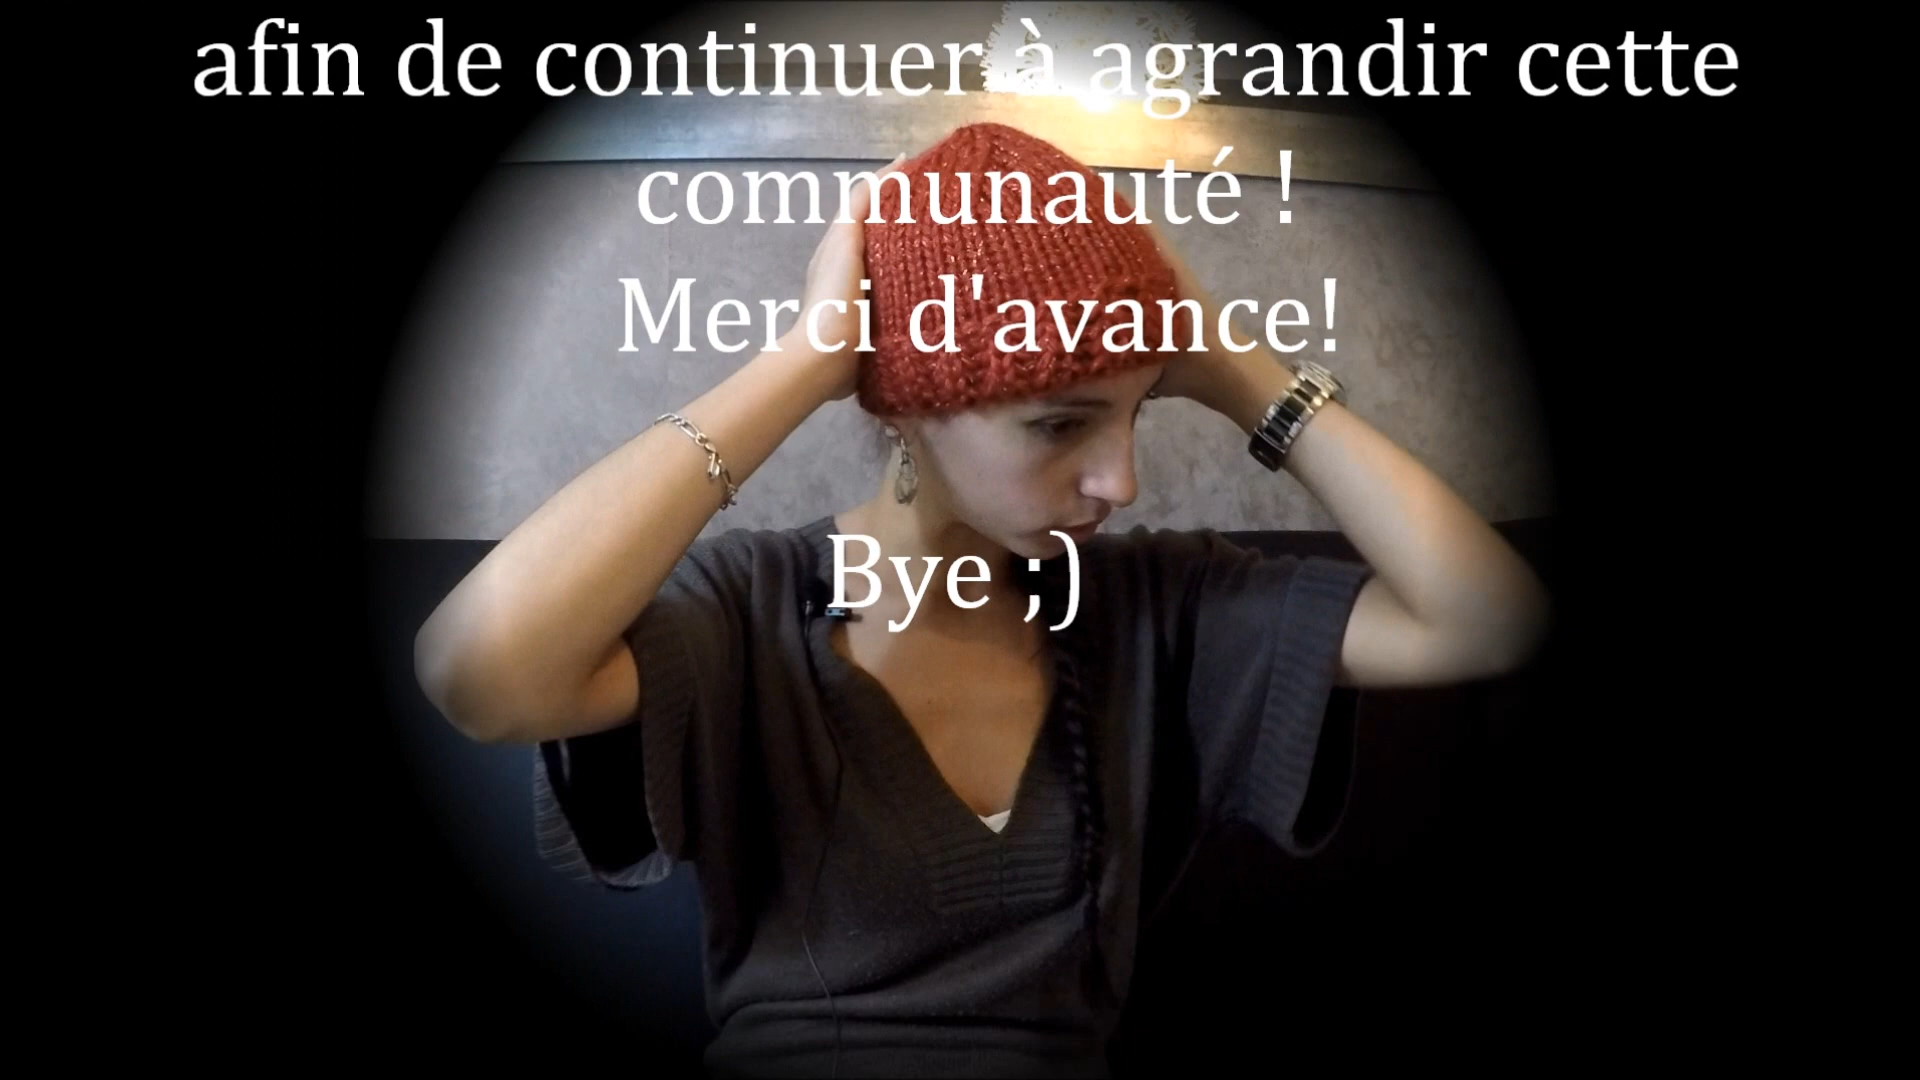 afin de continuer à agrandir cette
communauté !
Merci d'avance!
Bye ;)